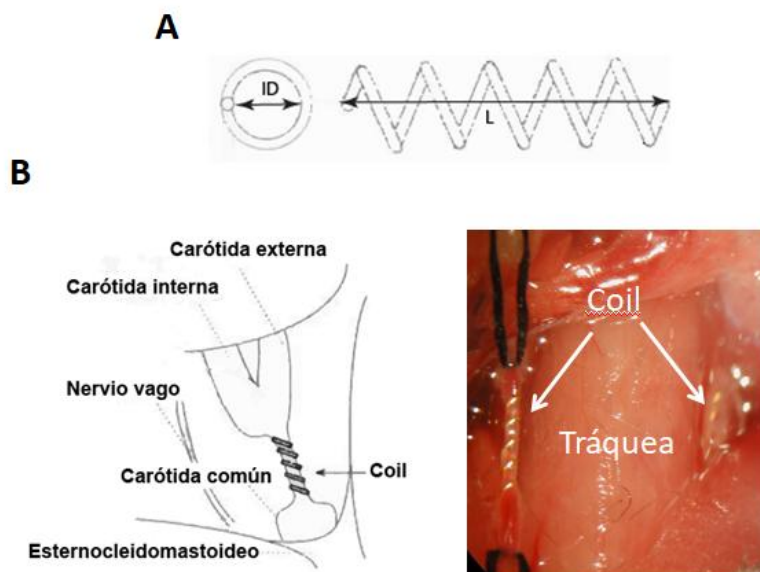 A
ID
L
B
Carótida externa
Carótida interna
Nervio vago
Carótida común
Coil
Esternocleidomastoideo
Coil
Tráquea